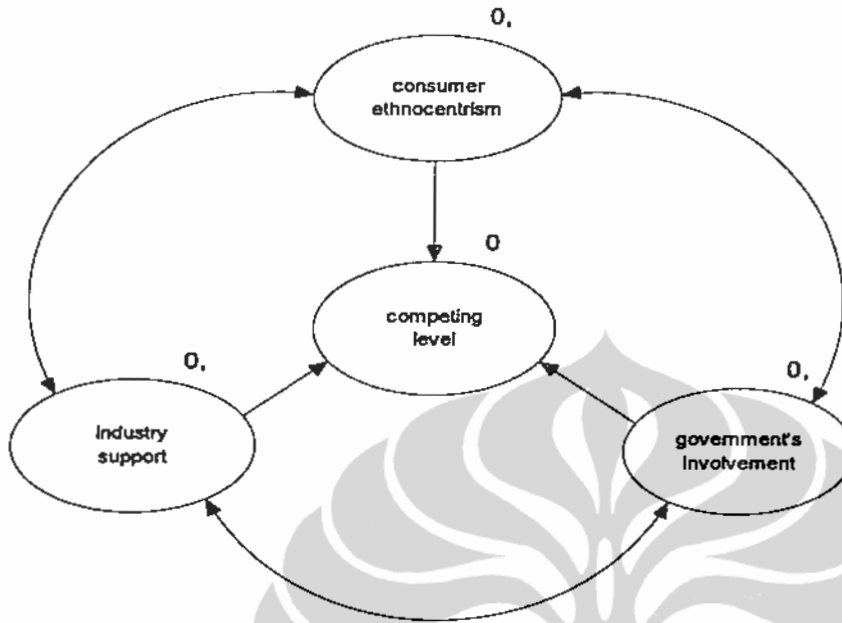 0,
consumer
ethnocentrism
0
competing
level
0,
Industry
support
0,
government's
Involvement